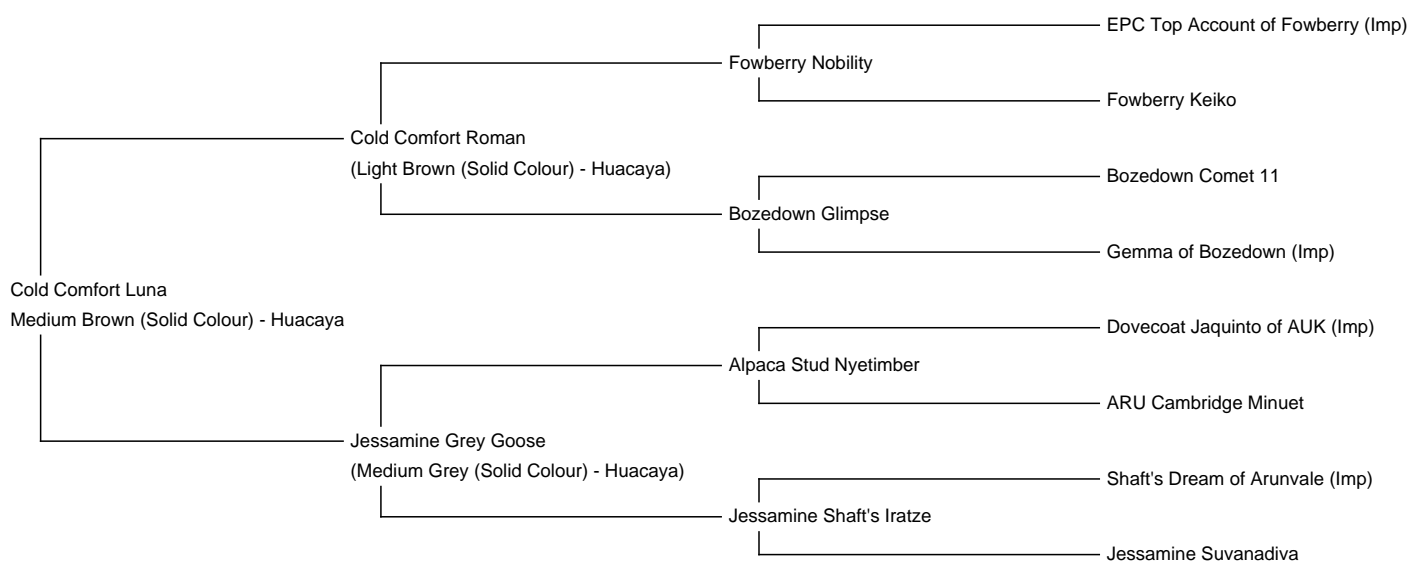 EPC Top Account of Fowberry (Imp)
Fowberry Nobility
Fowberry Keiko
Cold Comfort Roman
(Light Brown (Solid Colour) - Huacaya)
Bozedown Comet 11
Bozedown Glimpse
Gemma of Bozedown (Imp)
Cold Comfort Luna
Medium Brown (Solid Colour) - Huacaya
Dovecoat Jaquinto of AUK (Imp)
Alpaca Stud Nyetimber
ARU Cambridge Minuet
Jessamine Grey Goose
(Medium Grey (Solid Colour) - Huacaya)
Shaft's Dream of Arunvale (Imp)
Jessamine Shaft's Iratze
Jessamine Suvanadiva